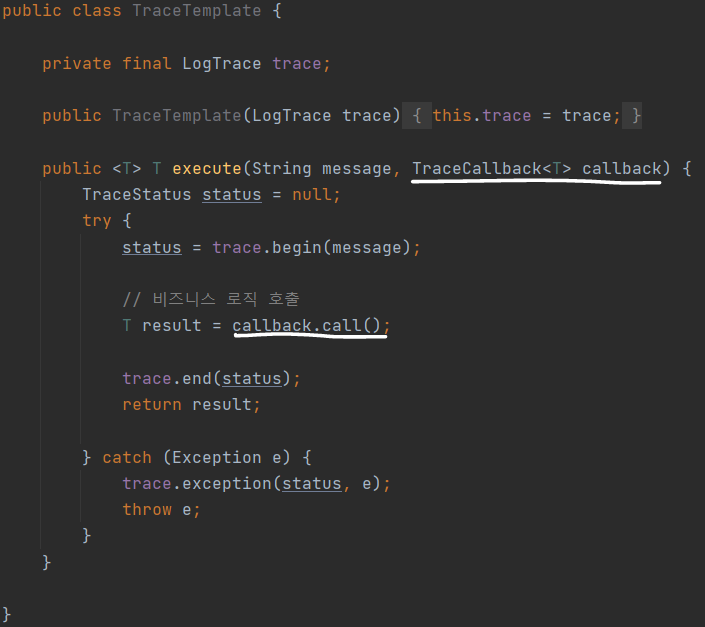 public class TraceTemplate {
private final LogTrace trace;
public TraceTemplate(LogTrace trace) { this.trace = trace; }
public <T> T execute(String message, TraceCallback<T> callback) {
TraceStatus status = null;
try {
status = trace.begin(message);
// 비즈니스 로직 호출
T result = callback.call();
trace.end(status);
return result;
} catch (Exception e) {
trace.exception(status, e);
throw e;
}
}
}